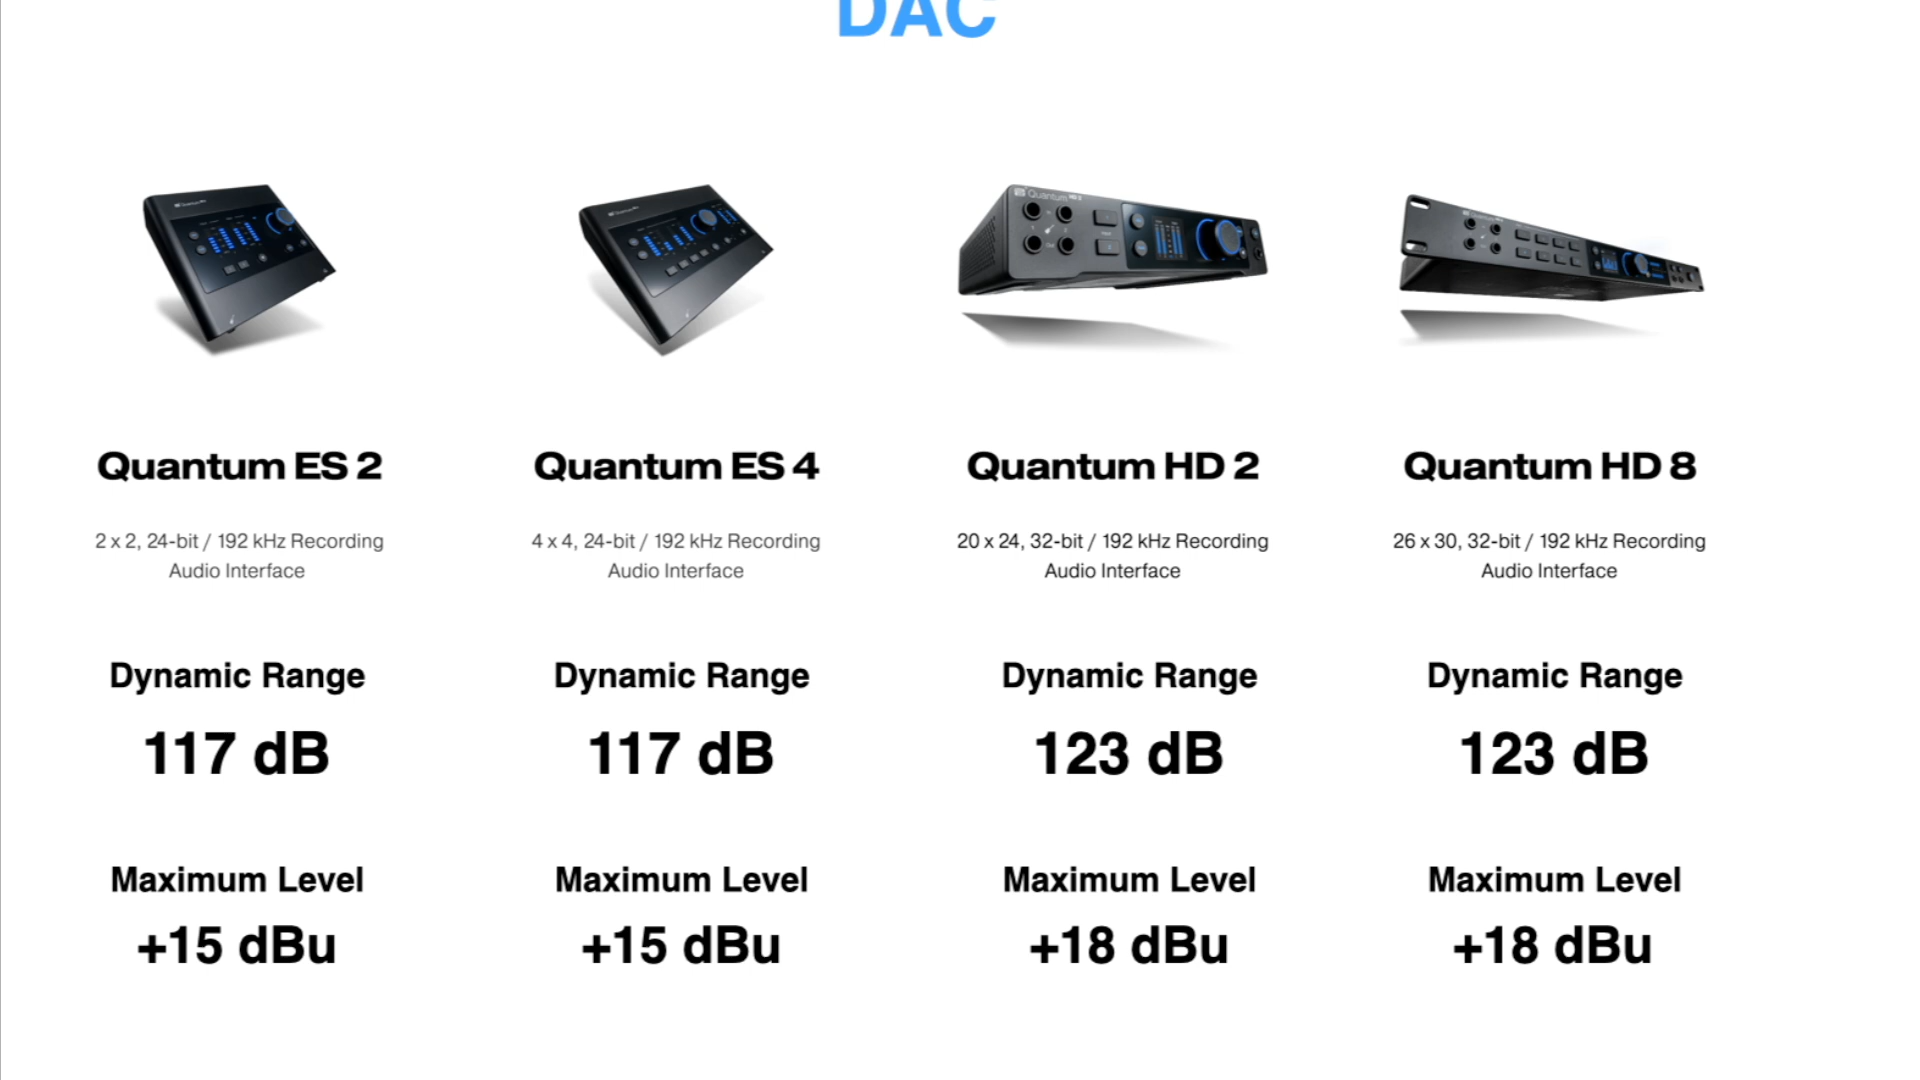 DAC
Quantum ES 2
Quantum ES 4
Quantum HD 2
Quantum HD 8
2 x 2, 24-bit / 192 kHz Recording
Audio Interface
4 x 4, 24-bit / 192 kHz Recording
Audio Interface
20 x 24, 32-bit / 192 kHz Recording
Audio Interface
26 x 30, 32-bit / 192 kHz Recording
Audio Interface
Dynamic Range
Dynamic Range
Dynamic Range
Dynamic Range
117 dB
117 dB
123 dB
123 dB
Maximum Level
Maximum Level
Maximum Level
Maximum Level
+15 dBu
+15 dBu
+18 dBu
+18 dBu